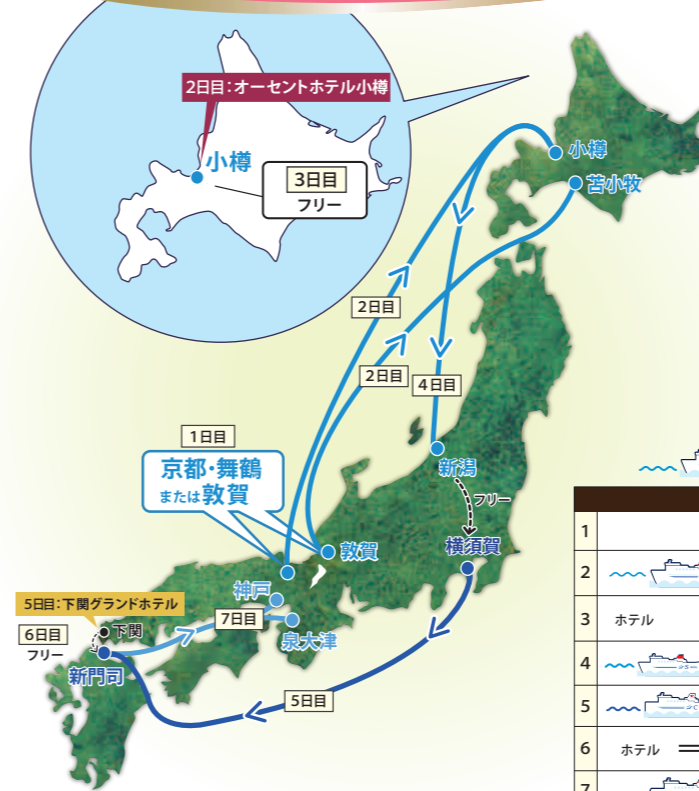 2日目：オーセントホテル小樽
小樽
3日目
フリー
小樽
苫小牧
2日目
2日目
4日目
1日目
京都・舞鶴
または敦賀
新潟
フリー
敦賀
横須賀
神戸
5日目：下関グランドホテル
7日目
6日目
下関
フリー
泉大津
新門司
5日目
1
2
3 ホテル
4
5
6 ホテル
7